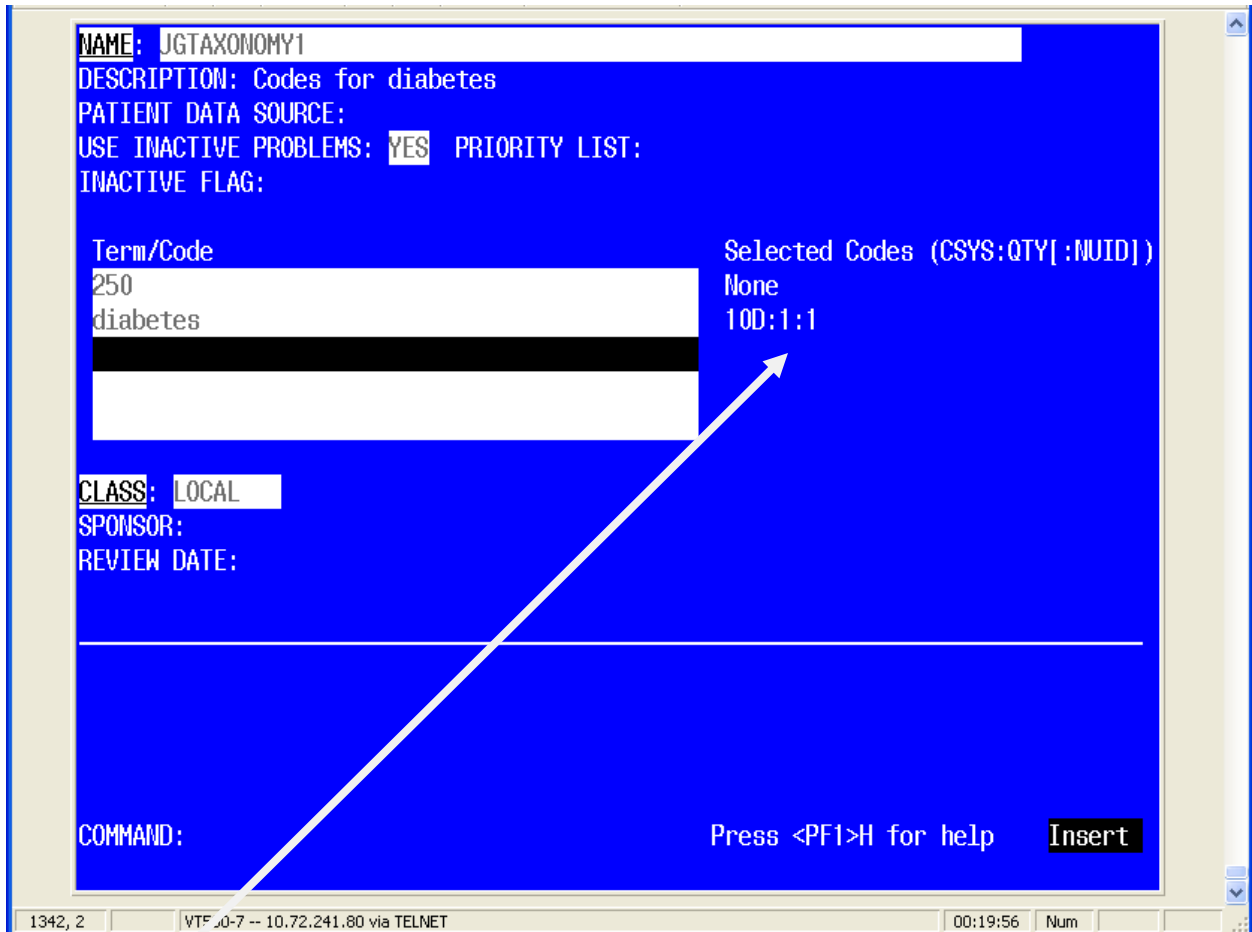 NAME: JGTAXONOMY1
DESCRIPTION: Codes for diabetes
PATIENT DATA SOURCE:
USE INACTIVE PROBLEMS: YES PRIORITY LIST:
INACTIVE FLAG:
Term/Code Selected Codes (CSYS:QTY[:NUID])
250 None
diabetes 10D:1:1
CLASS: LOCAL
SPONSOR:
REVIEW DATE:
COMMAND: Press <PF1>H for help Insert
1342, 2 -- 10.72.241.80 via TELNET 00:19:56 Num